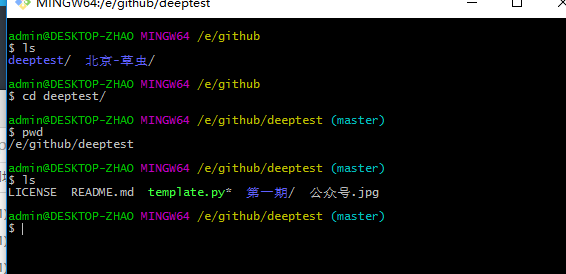 MINGW64:/e/github/deeptest
admin@DESKTOP-ZHAO MINGW64 /e/github
$ ls
deeptest/  北京-草虫/
admin@DESKTOP-ZHAO MINGW64 /e/github
$ cd deeptest/
admin@DESKTOP-ZHAO MINGW64 /e/github/deeptest (master)
$ pwd
/e/github/deeptest
admin@DESKTOP-ZHAO MINGW64 /e/github/deeptest (master)
$ ls
LICENSE  README.md  template.py*  第一期/  公众号.jpg
admin@DESKTOP-ZHAO MINGW64 /e/github/deeptest (master)
$